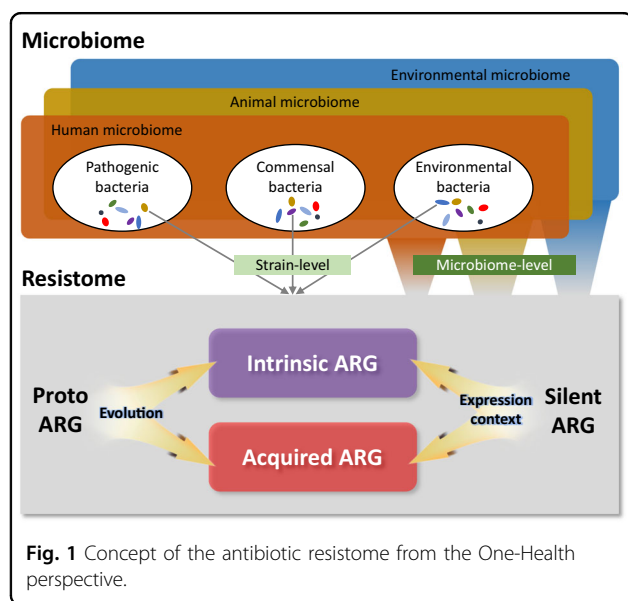 Microbiome
Environmental microbiome
Animal microbiome
Human microbiome
Pathogenic
bacteria
Commensal
bacteria
Environmental
bacteria
Strain-level
Microbiome-level
Resistome
Intrinsic ARG
Proto
ARG
Evolution
Expression
context
Silent
ARG
Acquired ARG
Fig. 1 Concept of the antibiotic resistome from the One-Health
perspective.